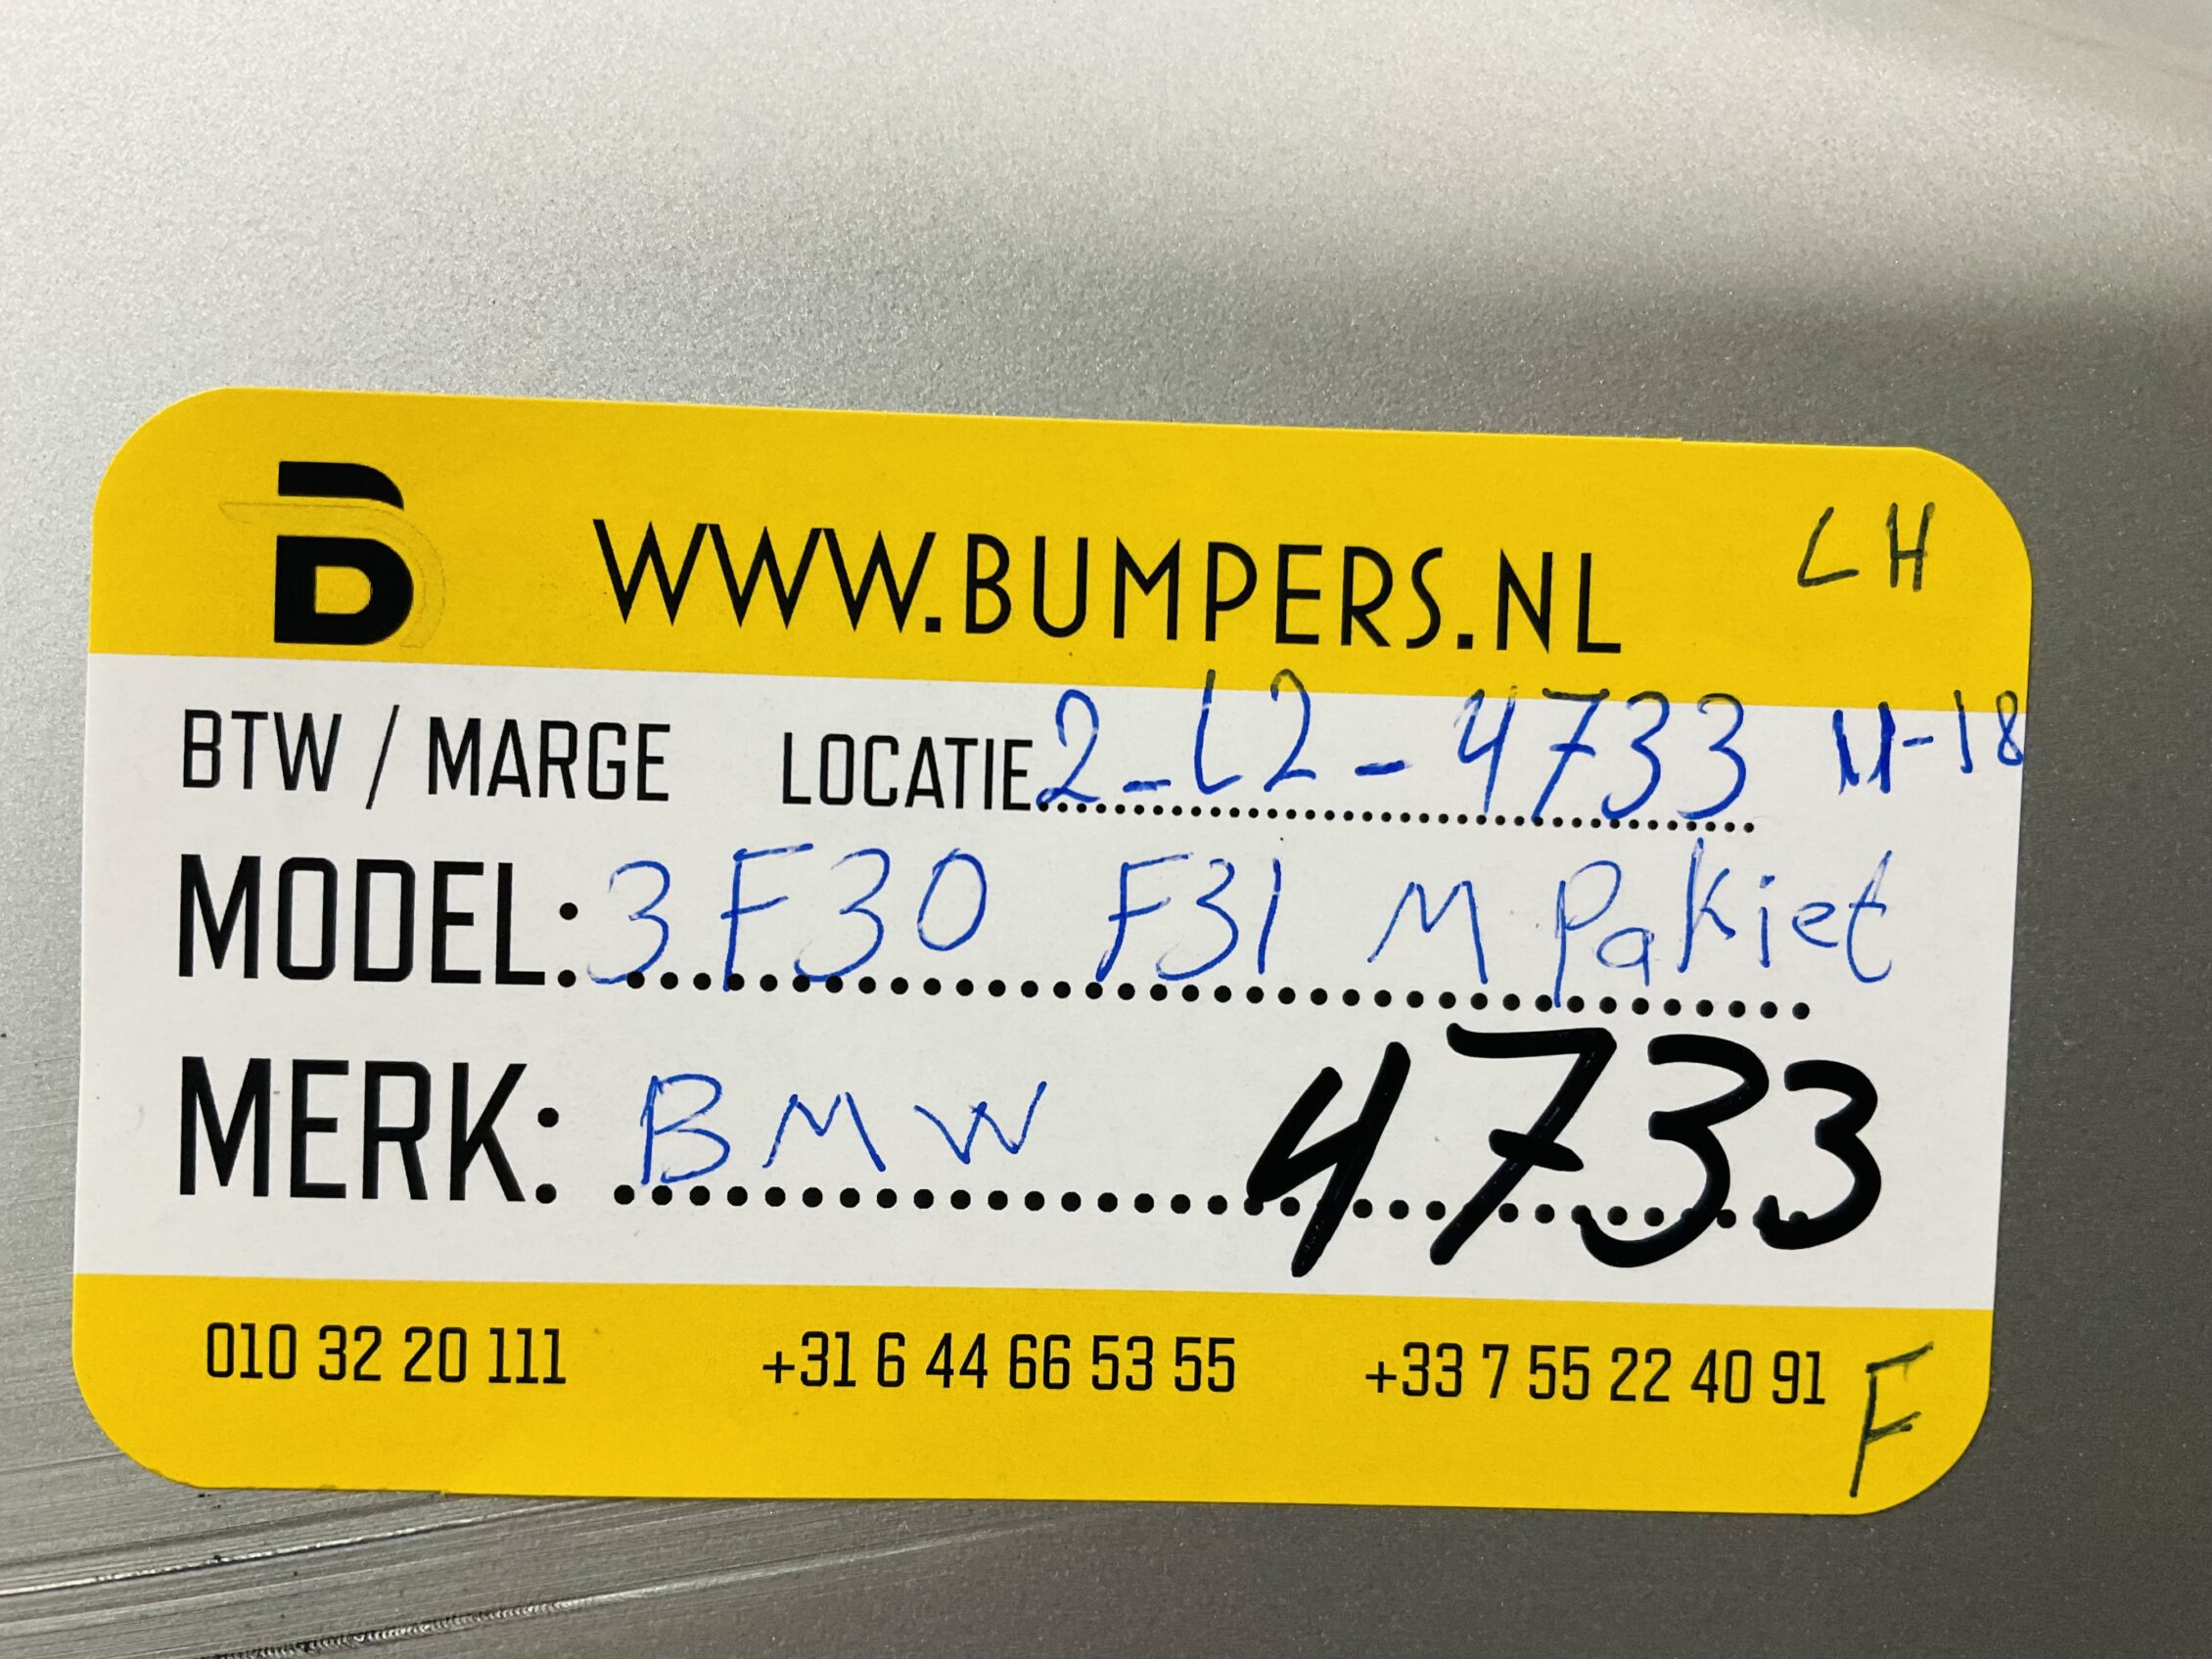 WWW.BUMPERS.NL LH
BTW / MARGE LOCATIE 2-L2-4733 11-18
MODEL: 3 F30 F31 M Pakiet
MERK: BMW 4733
010 32 20 111 +31 6 44 66 53 55 +33 7 55 22 40 91 F